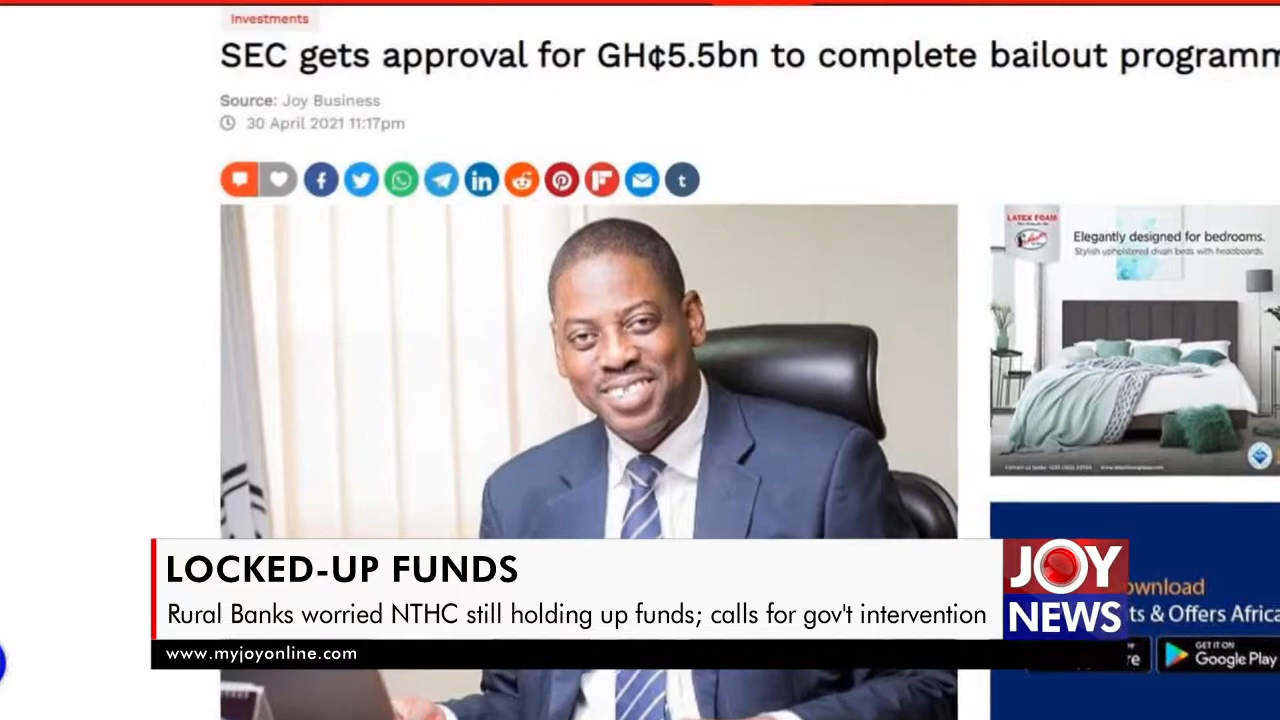 Investments
SEC gets approval for GH¢5.5bn to complete bailout programm
Source: Joy Business
30 April 2021 11:17pm
LATEX FOAM
Elegantly designed for bedrooms.
Stylish upholstered divan beds with headboards.
LOCKED-UP FUNDS
Rural Banks worried NTHC still holding up funds; calls for gov't intervention
www.myjoyonline.com
JOY
NEWS
ownload
ts & Offers Africa
re
GET IT ON
Google Play